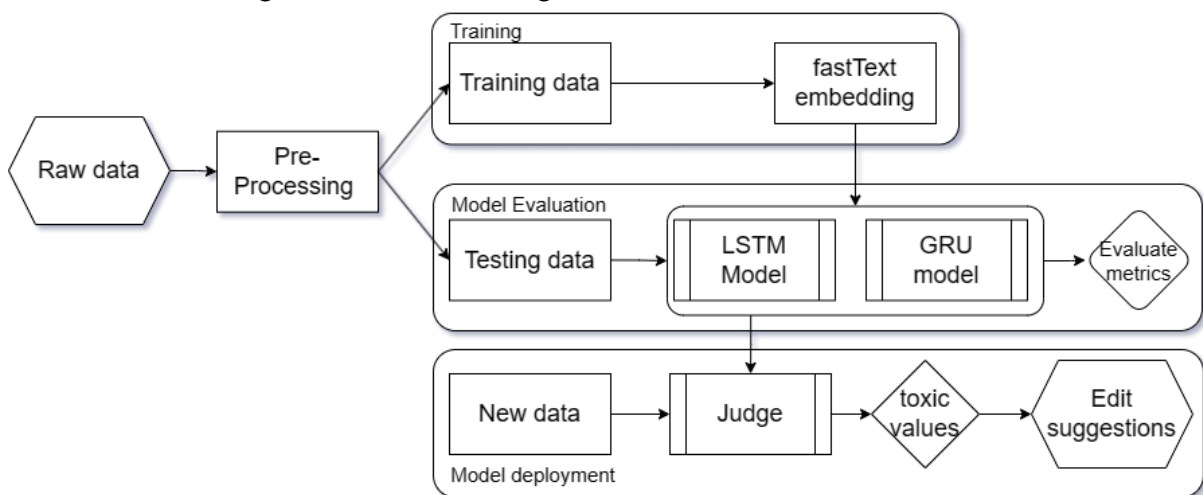 Training
Training data
fastText
embedding
Raw data
Pre-
Processing
Model Evaluation
Testing data
LSTM
Model
GRU
model
Evaluate
metrics
New data
Judge
toxic
values
Edit
suggestions
Model deployment